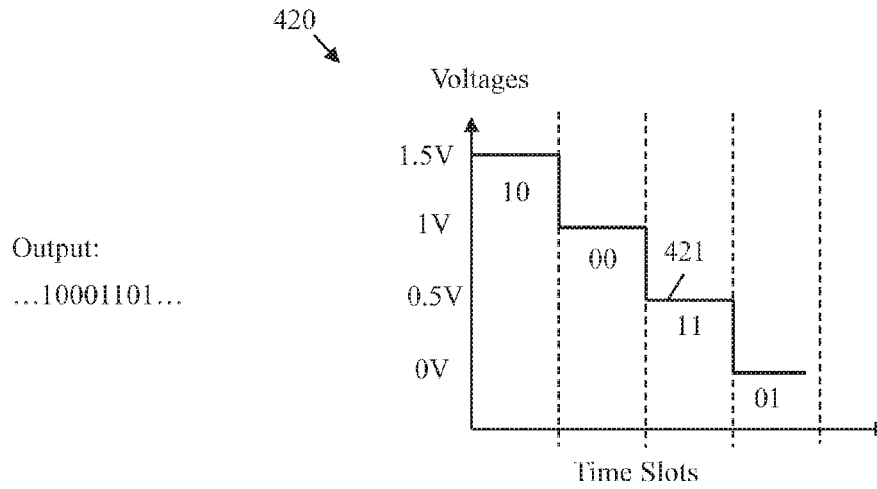 420
Voltages
1.5V
10
1V
00
Output:
421
...10001101...
0.5V
11
0V
01
Time Slots